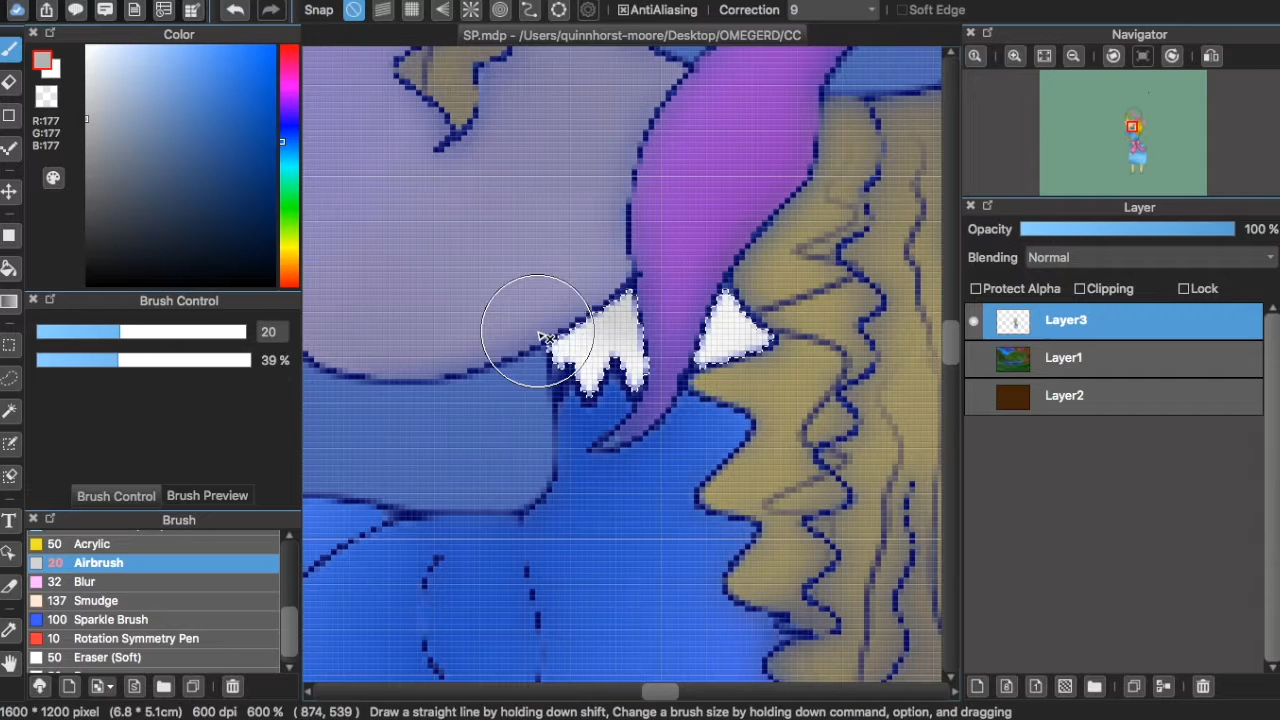 Snap
AntiAliasing
Correction
9
Soft Edge
SP.mdp - /Users/quinnhorst-moore/Desktop/OMEGERD/CC
Color
R:177
G:177
B:177
Brush Control
20
39 %
Brush Control
Brush Preview
Brush
50 Acrylic
20 Airbrush
32 Blur
137 Smudge
100 Sparkle Brush
10 Rotation Symmetry Pen
50 Eraser (Soft)
Navigator
Layer
Opacity
100 %
Blending
Normal
Protect Alpha
Clipping
Lock
Layer3
Layer1
Layer2
1600 * 1200 pixel (6.8 * 5.1cm) 600 dpi 600 % ( 874, 539 ) Draw a straight line by holding down shift, Change a brush size by holding down command, option, and dragging